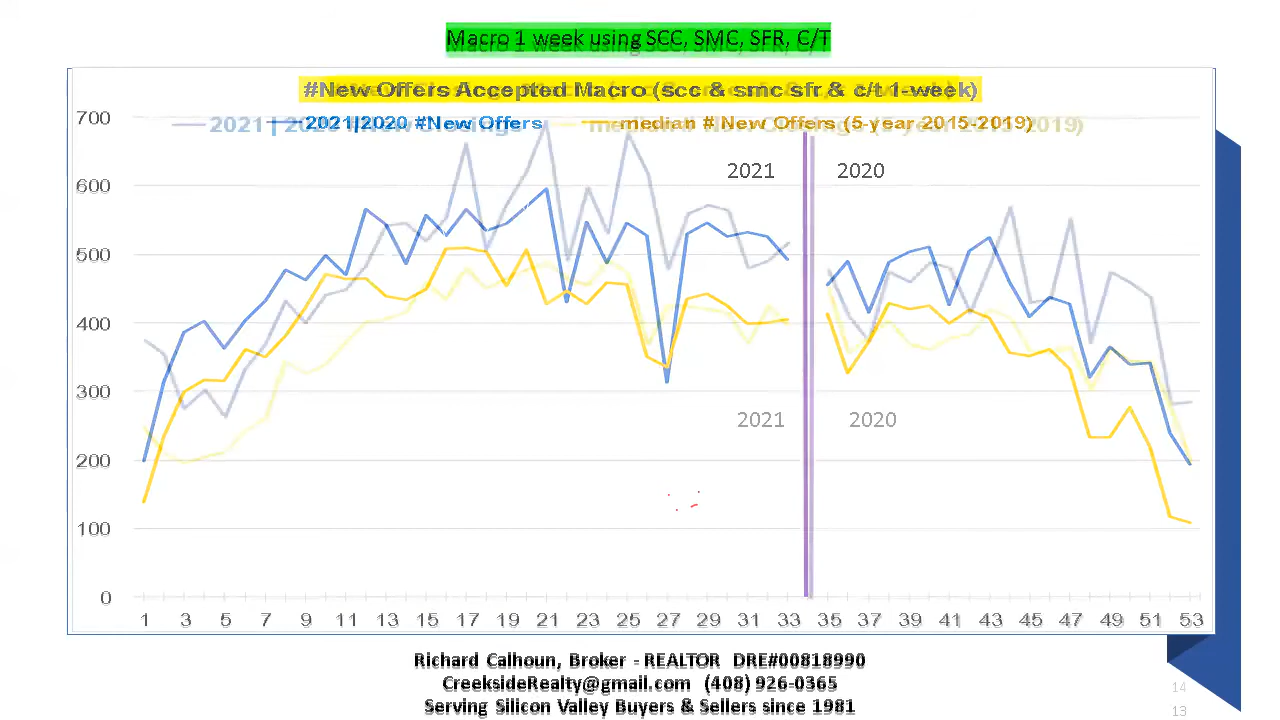 Macro 1 week using SCC, SMC, SFR, C/T
#New Offers Accepted Macro (scc & smc sfr & c/t 1-week)
2021|2020 #New Offers median # New Offers (5-year 2015-2019)
700
600
500
400
300
200
100
0
2021 2020
2021 2020
1 3 5 7 9 11 13 15 17 19 21 23 25 27 29 31 33 35 37 39 41 43 45 47 49 51 53
Richard Calhoun, Broker - REALTOR DRE#00818990
CreeksideRealty@gmail.com (408) 926-0365
Serving Silicon Valley Buyers & Sellers since 1981
14
13